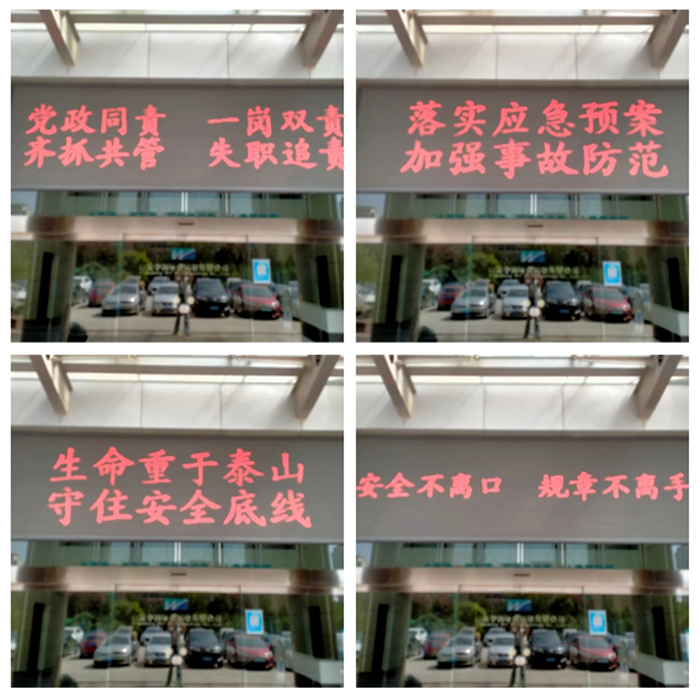 党政同责 一岗双责
齐抓共管 失职追责
落实应急预案
加强事故防范
生命重于泰山
守住安全底线
安全不离口 规章不离手